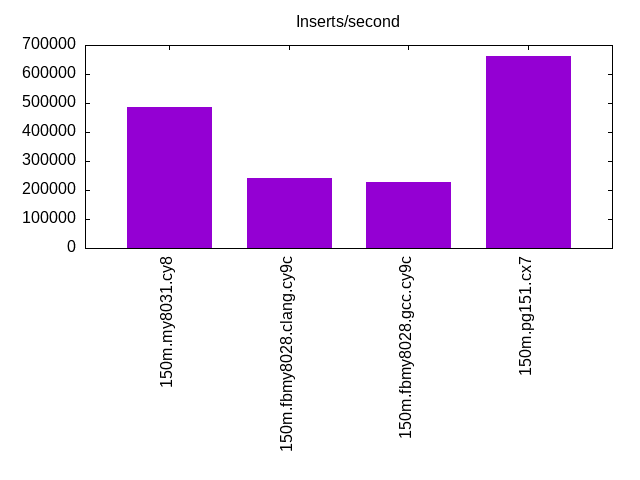 Inserts/second
700000
600000
500000
400000
300000
200000
100000
0
150m.my8031.cy8
150m.fbmy8028.clang.cy9c
150m.fbmy8028.gcc.cy9c
150m.pg151.cx7